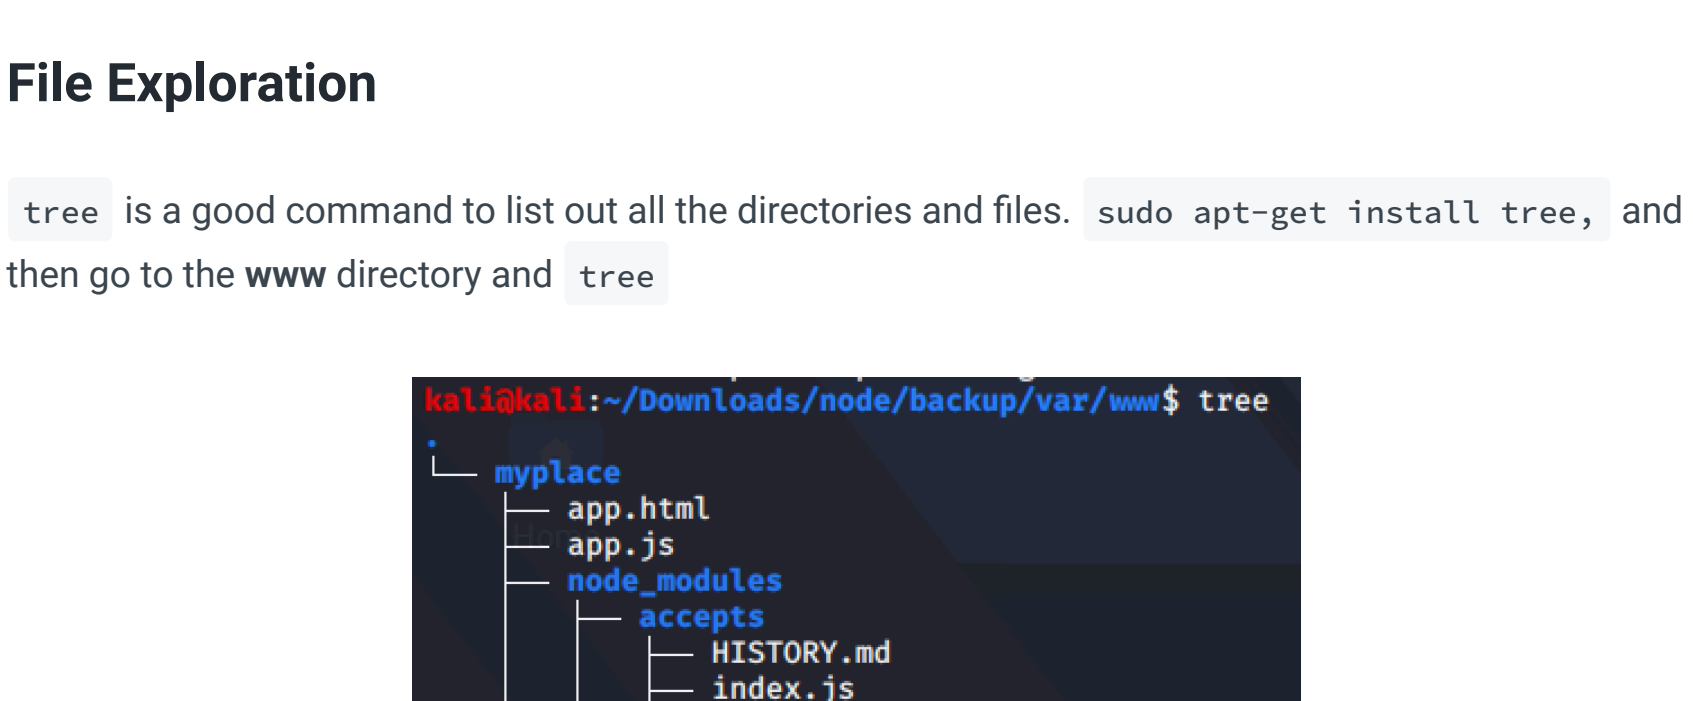 File Exploration
tree is a good command to list out all the directories and files. sudo apt-get install tree, and
then go to the www directory and tree
kali@kali:~/Downloads/node/backup/var/www$ tree
.
└── myplace
├── app.html
Home
├── app.js
├── node_modules
│ ├── accepts
│ │ ├── HISTORY.md
│ │ ├── index.js